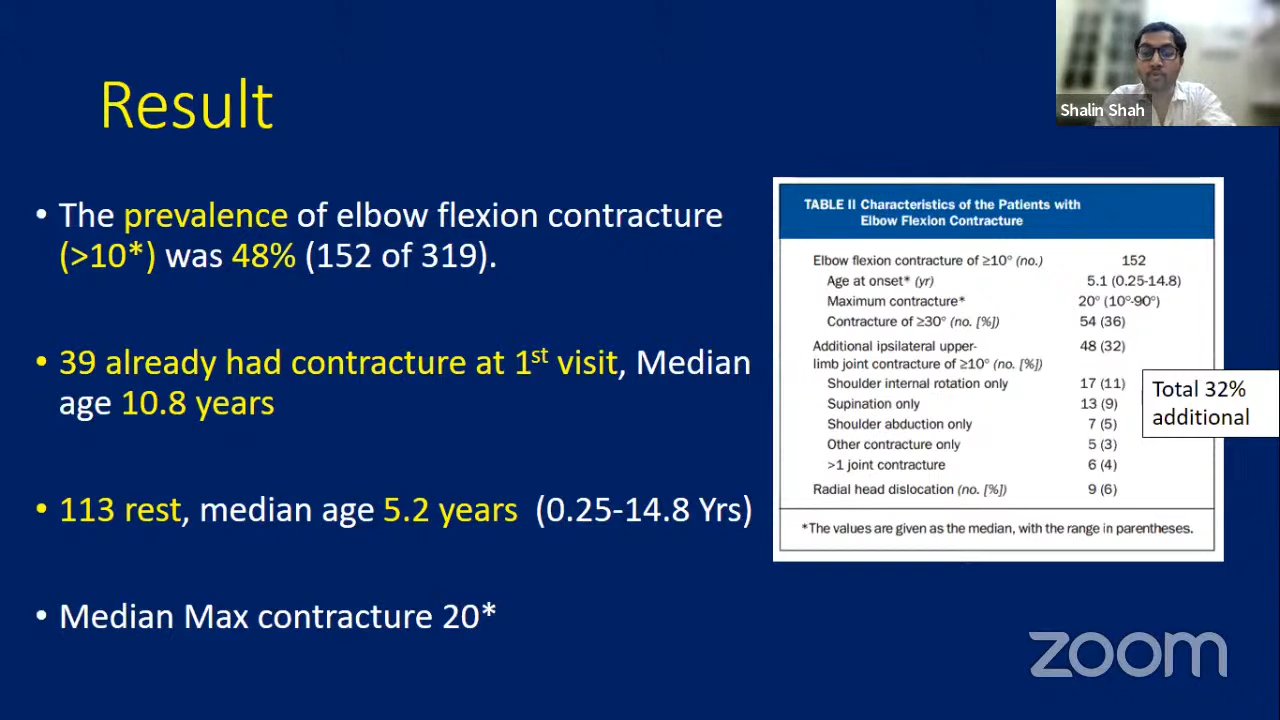 Shalin Shah
Result
• The prevalence of elbow flexion contracture
(>10*) was 48% (152 of 319).
• 39 already had contracture at 1st visit, Median
age 10.8 years
• 113 rest, median age 5.2 years (0.25-14.8 Yrs)
• Median Max contracture 20*
TABLE II Characteristics of the Patients with
Elbow Flexion Contracture
Elbow flexion contracture of ≥10° (no.) 152
Age at onset* (yr) 5.1 (0.25-14.8)
Maximum contracture* 20° (10°-90°)
Contracture of ≥30° (no. [%]) 54 (36)
Additional ipsilateral upper- 48 (32)
limb joint contracture of ≥10° (no. [%])
Shoulder internal rotation only 17 (11)
Supination only 13 (9)
Shoulder abduction only 7 (5)
Other contracture only 5 (3)
>1 joint contracture 6 (4)
Radial head dislocation (no. [%]) 9 (6)
*The values are given as the median, with the range in parentheses.
Total 32%
additional
zoom